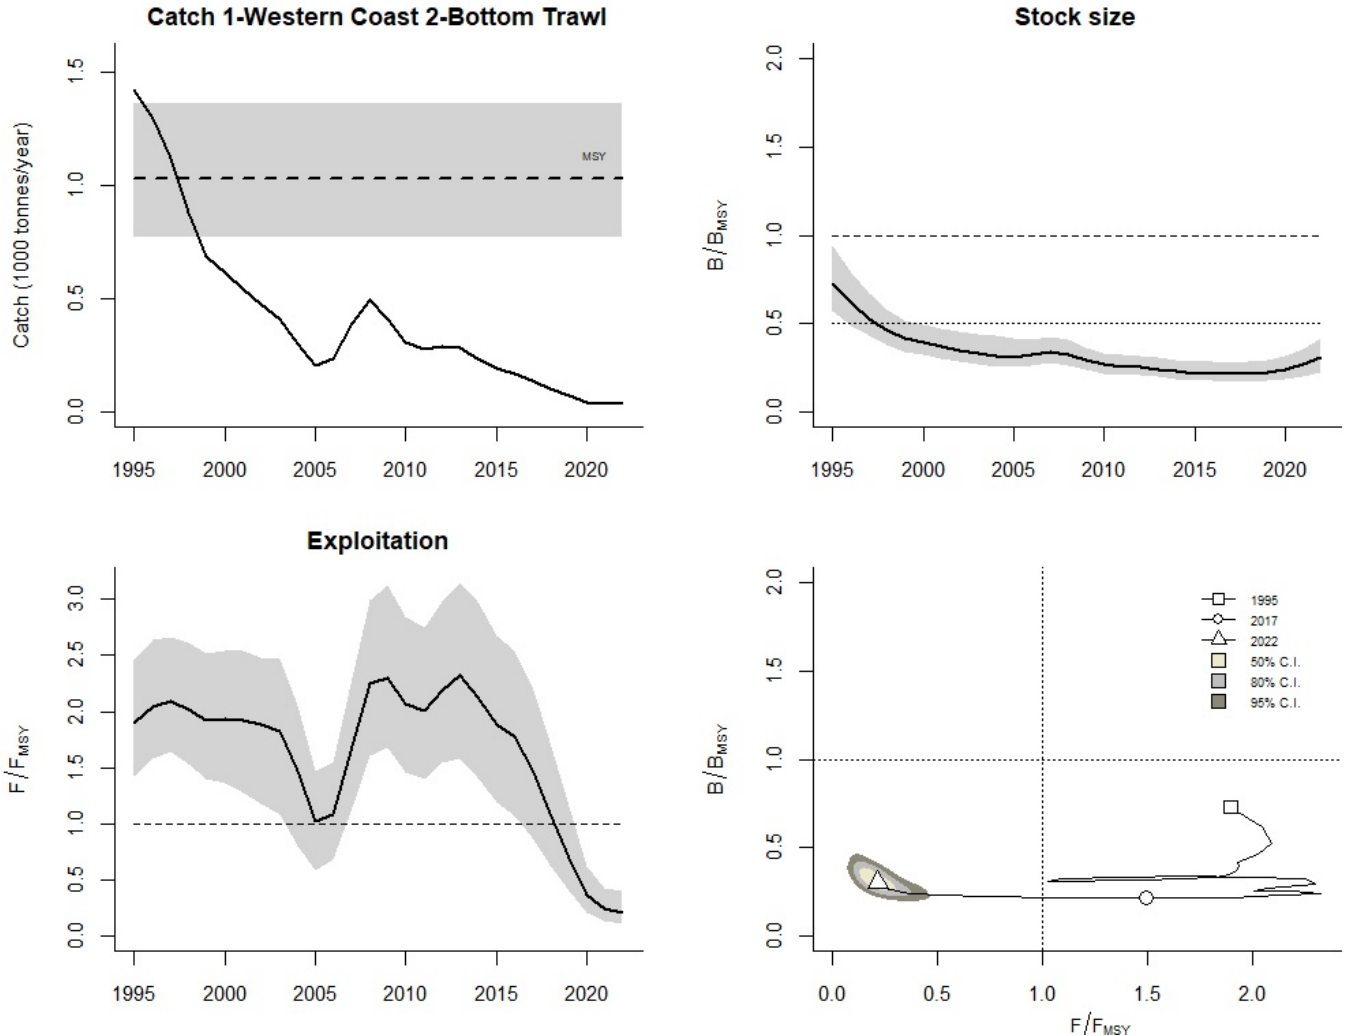 Catch 1-Western Coast 2-Bottom Trawl
Catch (1000 tonnes/year)
1.5
1.0
0.5
0.0
MSY
1995 2000 2005 2010 2015 2020
Stock size
B/B_MSY
2.0
1.5
1.0
0.5
0.0
1995 2000 2005 2010 2015 2020
Exploitation
F/F_MSY
3.0
2.5
2.0
1.5
1.0
0.5
0.0
1995 2000 2005 2010 2015 2020
B/B_MSY
2.0
1.5
1.0
0.5
0.0
1995
2017
2022
50% C.I.
80% C.I.
95% C.I.
0.0 0.5 1.0 1.5 2.0
F/F_MSY